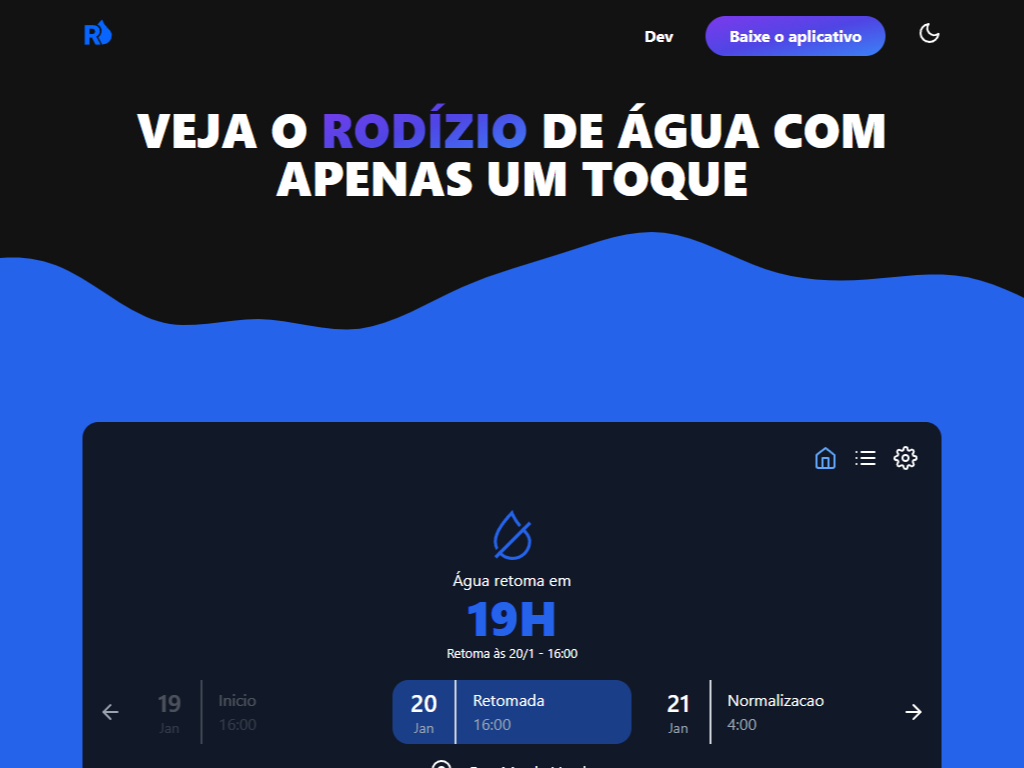 R
Dev
Baixe o aplicativo
VEJA O RODÍZIO DE ÁGUA COM
APENAS UM TOQUE
Água retoma em
19H
Retoma às 20/1 - 16:00
19
Jan
Inicio
16:00
20
Jan
Retomada
16:00
21
Jan
Normalizacao
4:00